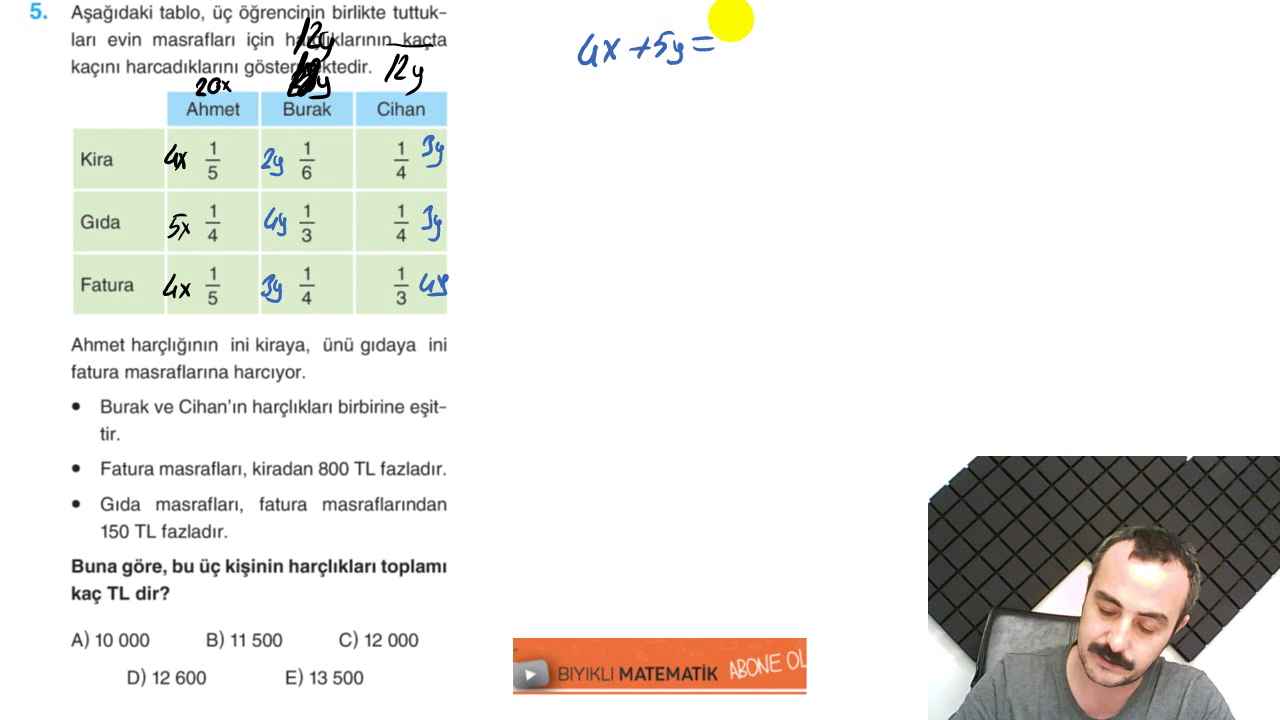 5. Aşağıdaki tablo, üç öğrencinin birlikte tuttuk-
ları evin masrafları için harçlıklarının kaçta
kaçını harcadıklarını göstermektedir.
12y
12y
20x
4x + 5y =
Ahmet Burak Cihan
Kira 4x 1/5 2y 1/6 1/4 3y
Gıda 5x 1/4 4y 1/3 1/4 3y
Fatura 4x 1/5 3y 1/4 1/3 4y
Ahmet harçlığının ini kiraya, ünü gıdaya ini
fatura masraflarına harcıyor.
• Burak ve Cihan'ın harçlıkları birbirine eşit-
tir.
• Fatura masrafları, kiradan 800 TL fazladır.
• Gıda masrafları, fatura masraflarından
150 TL fazladır.
Buna göre, bu üç kişinin harçlıkları toplamı
kaç TL dir?
A) 10 000 B) 11 500 C) 12 000
D) 12 600 E) 13 500
BIYIKLI MATEMATİK ABONE OL